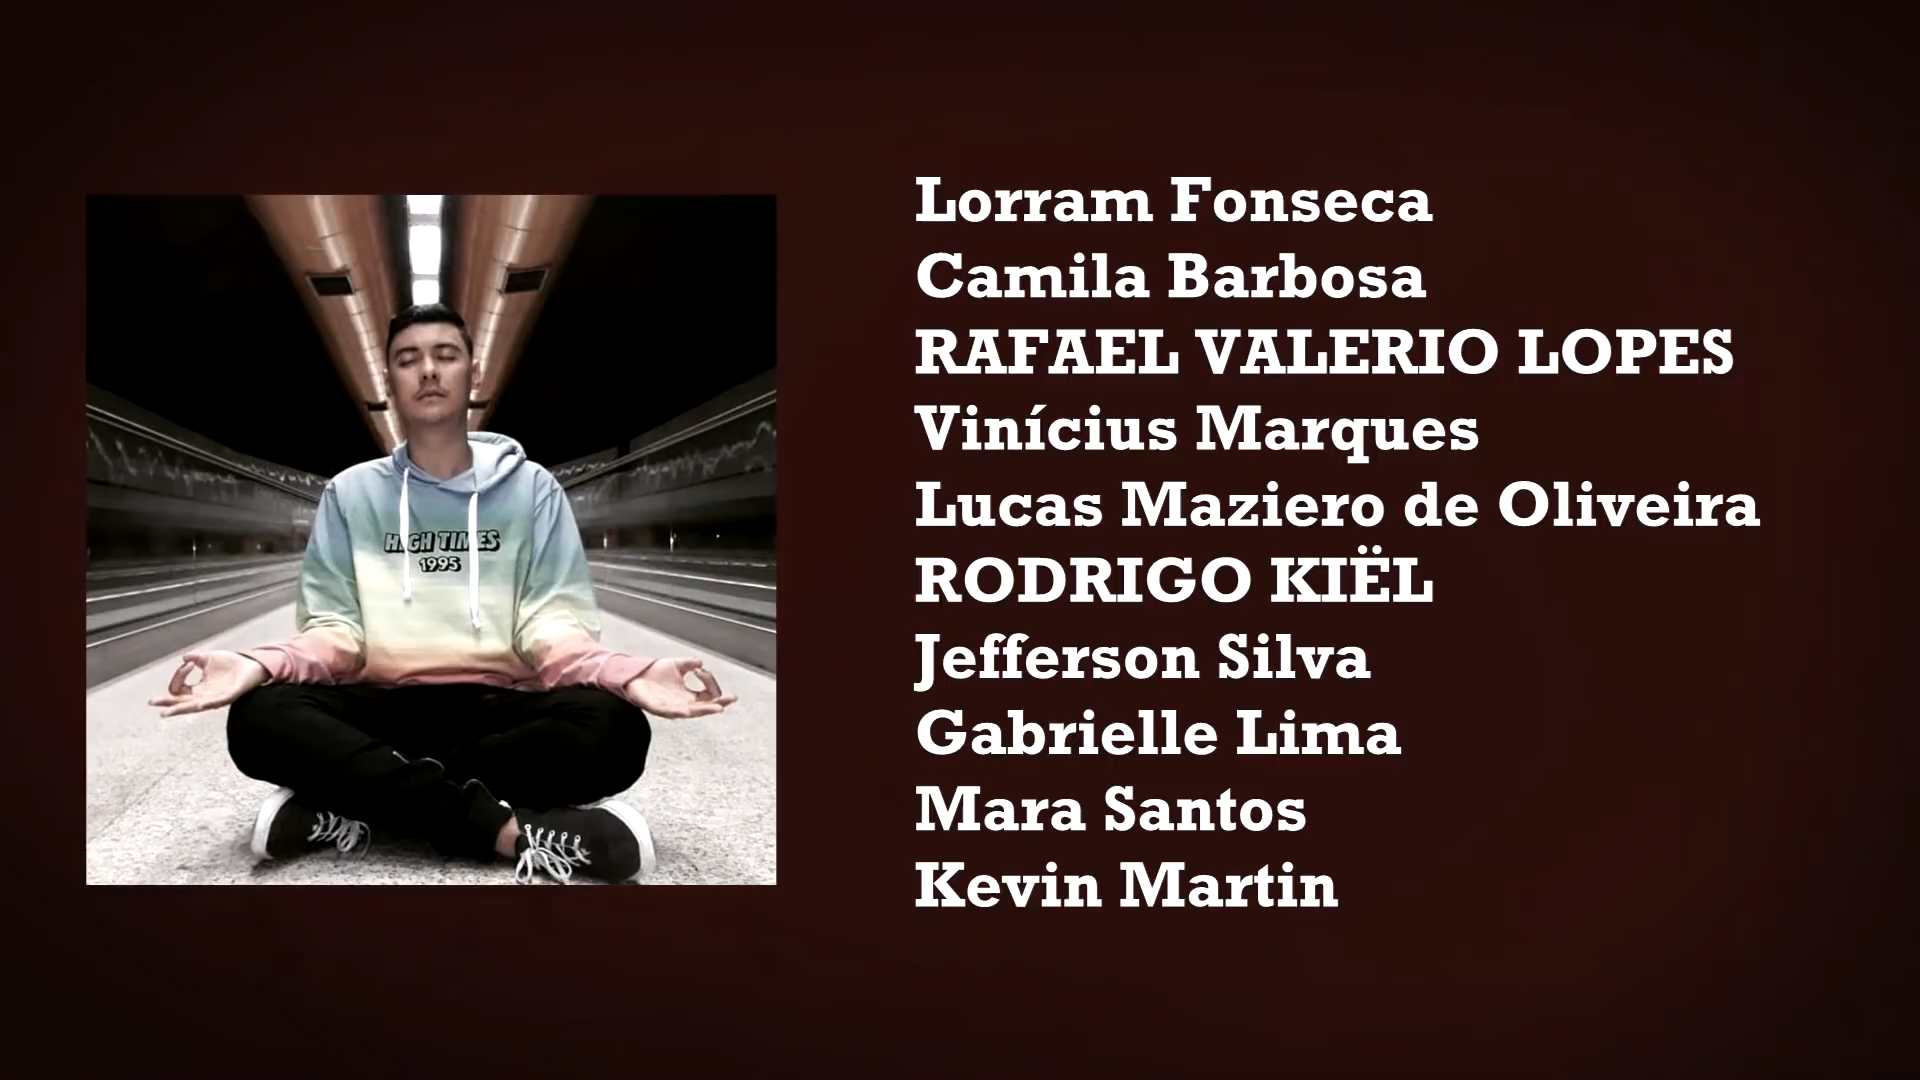 HIGH TIMES
1995
Lorram Fonseca
Camila Barbosa
RAFAEL VALERIO LOPES
Vinícius Marques
Lucas Maziero de Oliveira
RODRIGO KIËL
Jefferson Silva
Gabrielle Lima
Mara Santos
Kevin Martin